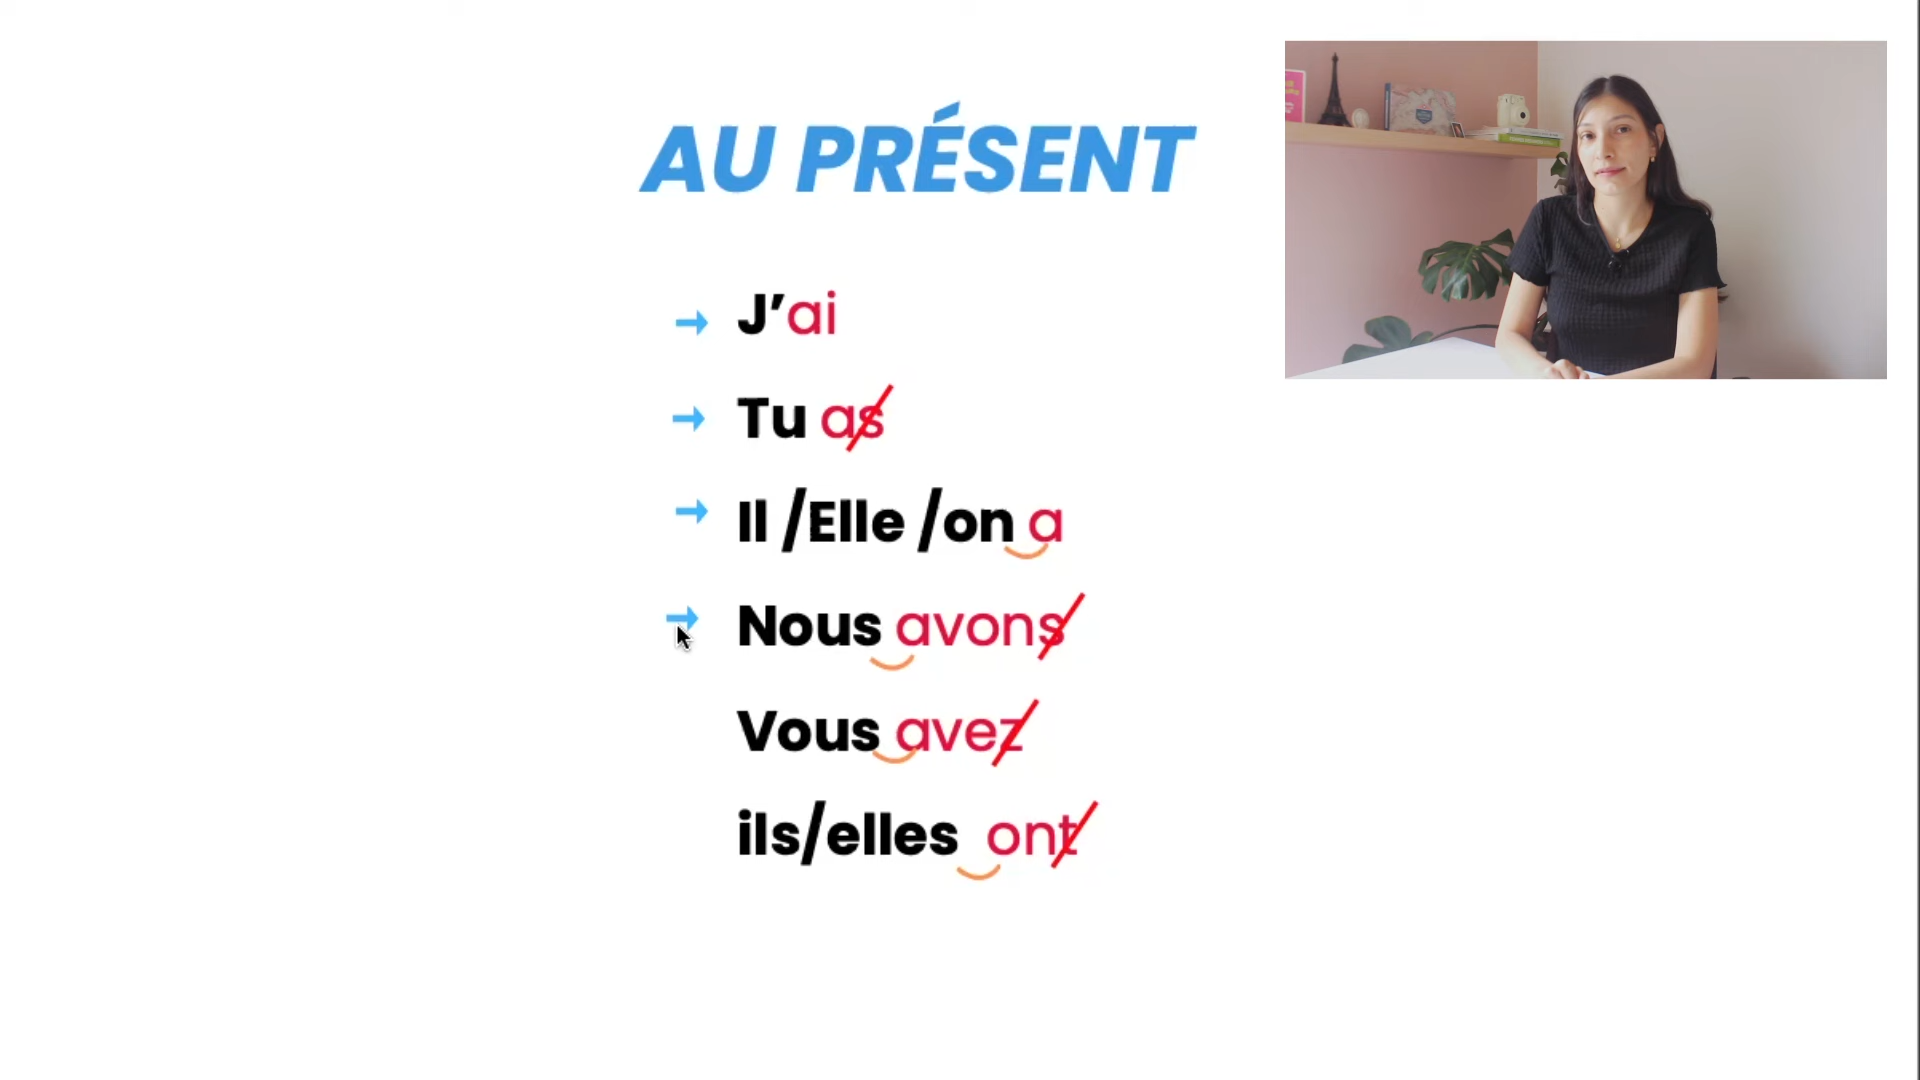 AU PRÉSENT
J’ai
Tu as
Il /Elle /on a
Nous avons
Vous avez
ils/elles ont